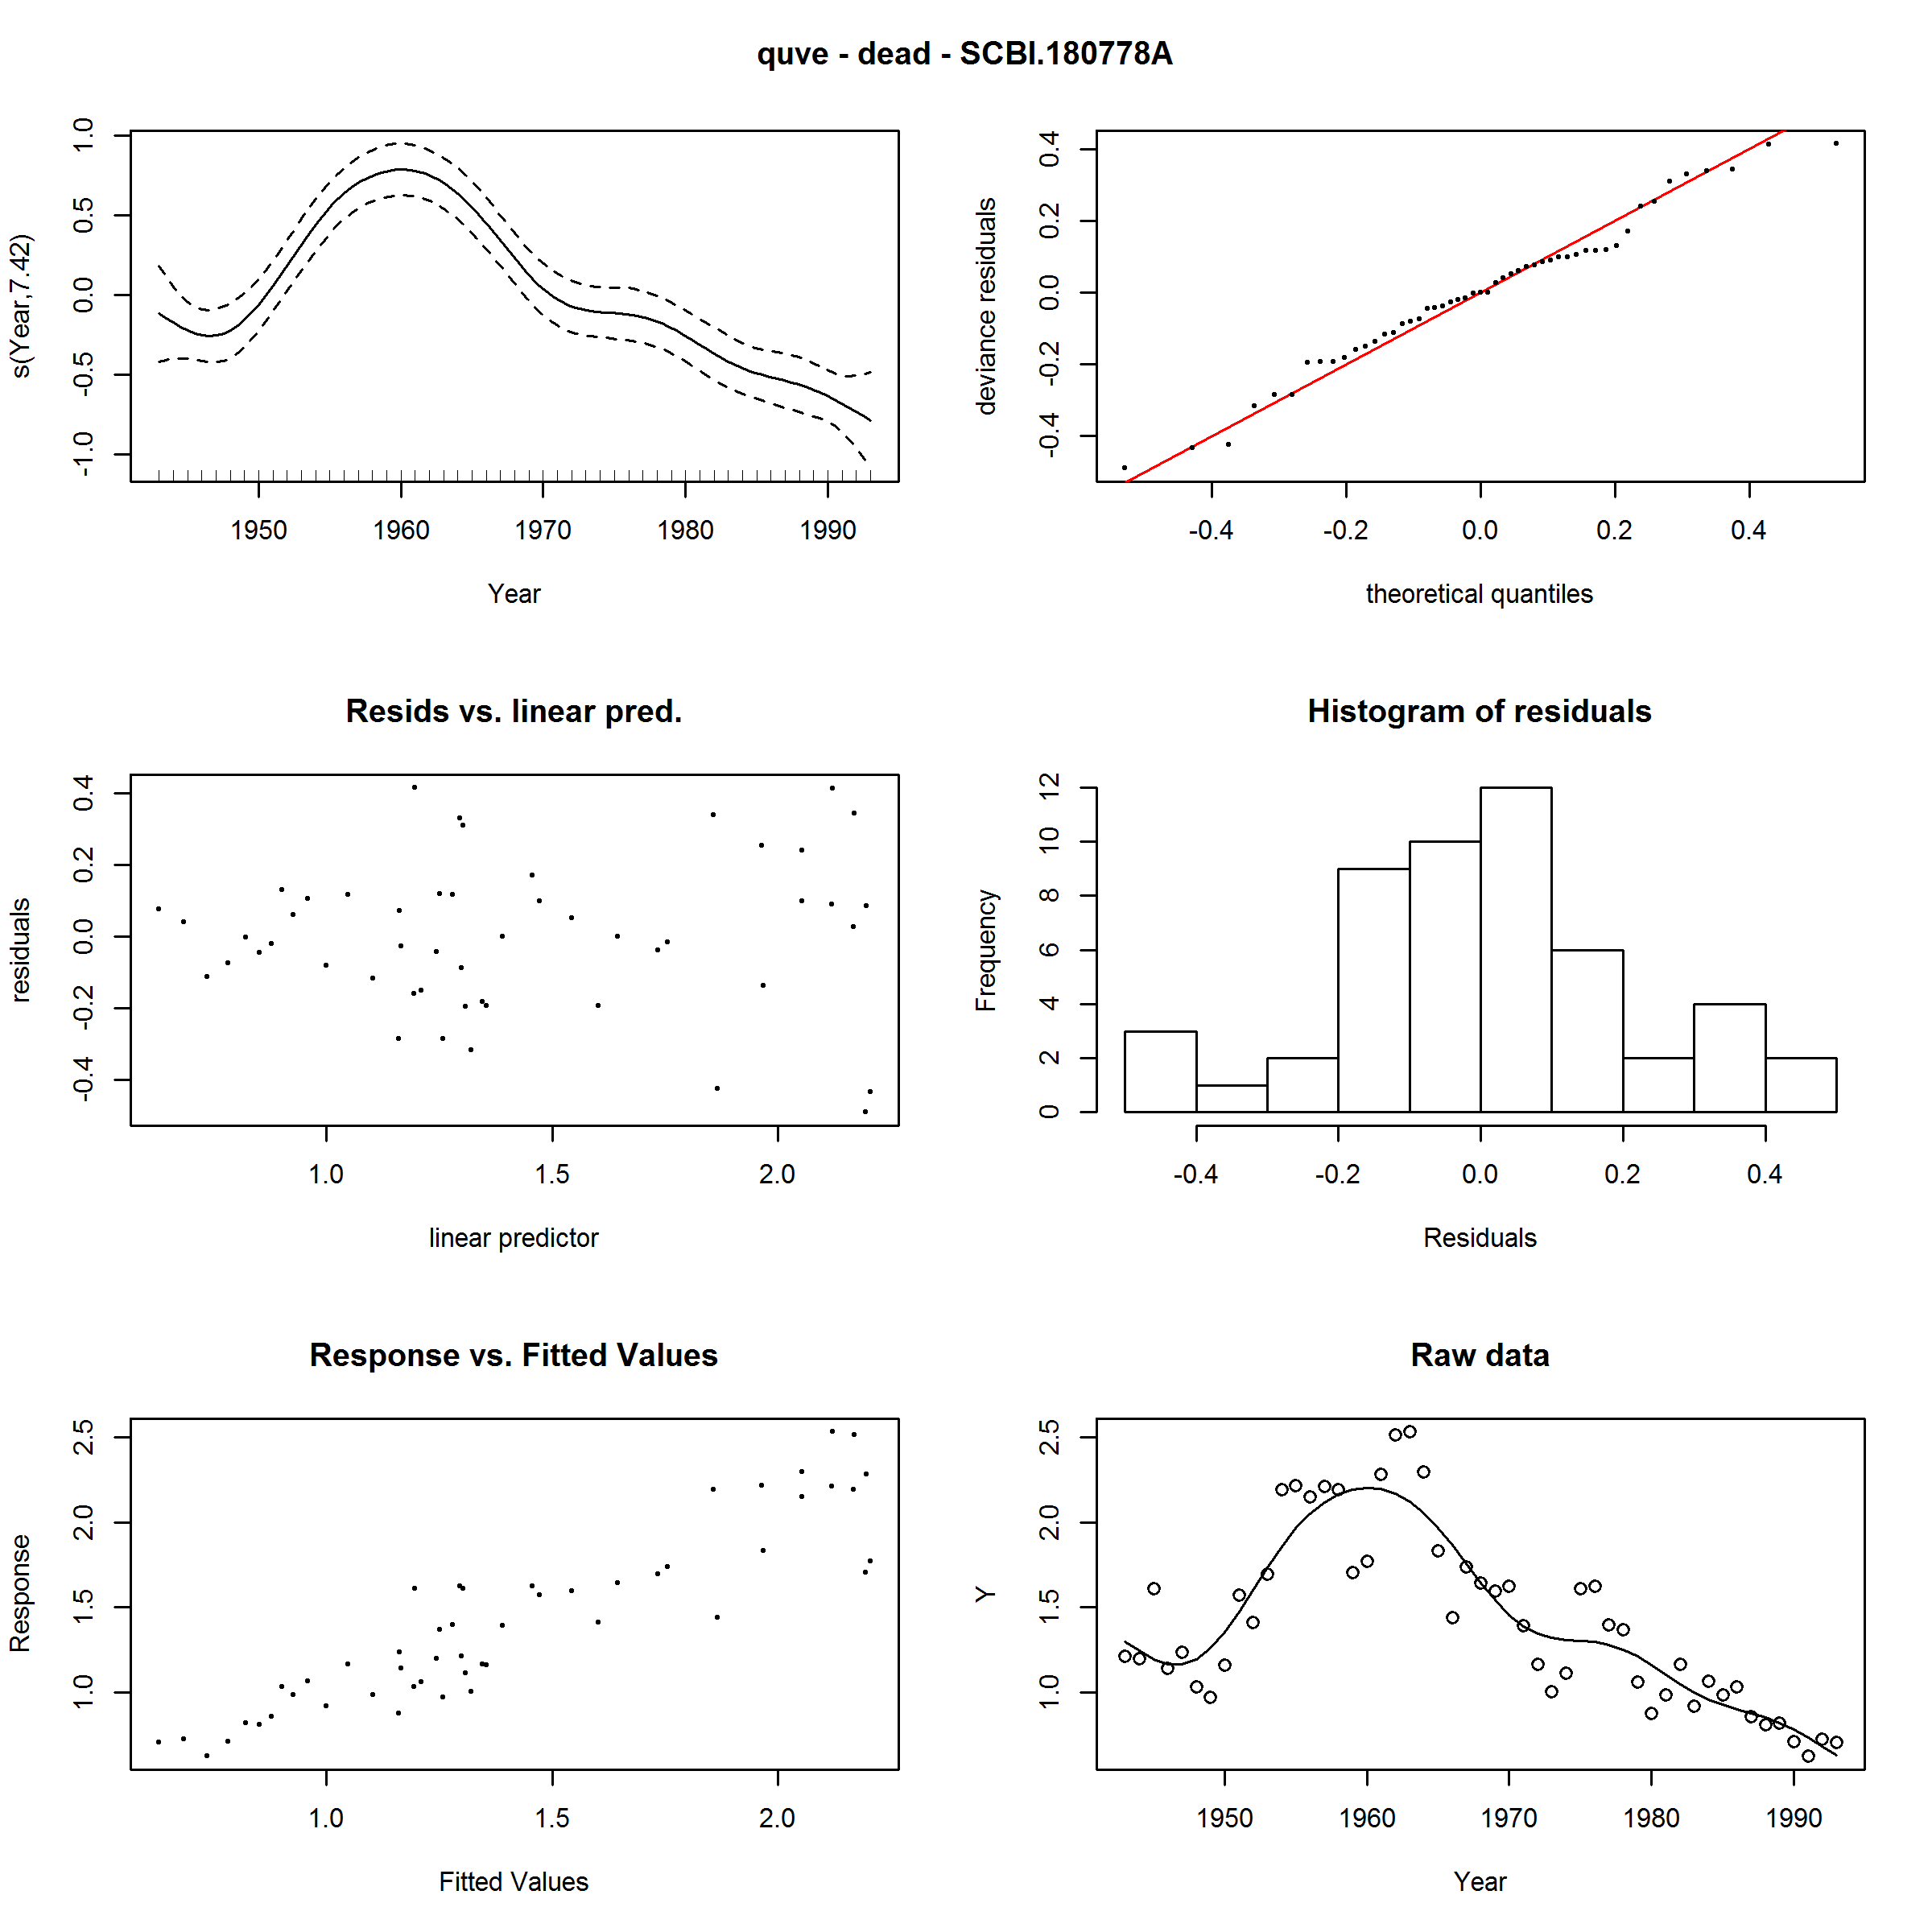 quve - dead - SCBI.180778A
s(Year,7.42)
1.0
0.5
0.0
-0.5
-1.0
1950 1960 1970 1980 1990
Year
deviance residuals
0.4
0.2
0.0
-0.2
-0.4
-0.4 -0.2 0.0 0.2 0.4
theoretical quantiles
Resids vs. linear pred.
residuals
0.4
0.2
0.0
-0.2
-0.4
1.0 1.5 2.0
linear predictor
Histogram of residuals
Frequency
12
10
8
6
4
2
0
-0.4 -0.2 0.0 0.2 0.4
Residuals
Response vs. Fitted Values
Response
2.5
2.0
1.5
1.0
1.0 1.5 2.0
Fitted Values
Raw data
Y
2.5
2.0
1.5
1.0
1950 1960 1970 1980 1990
Year